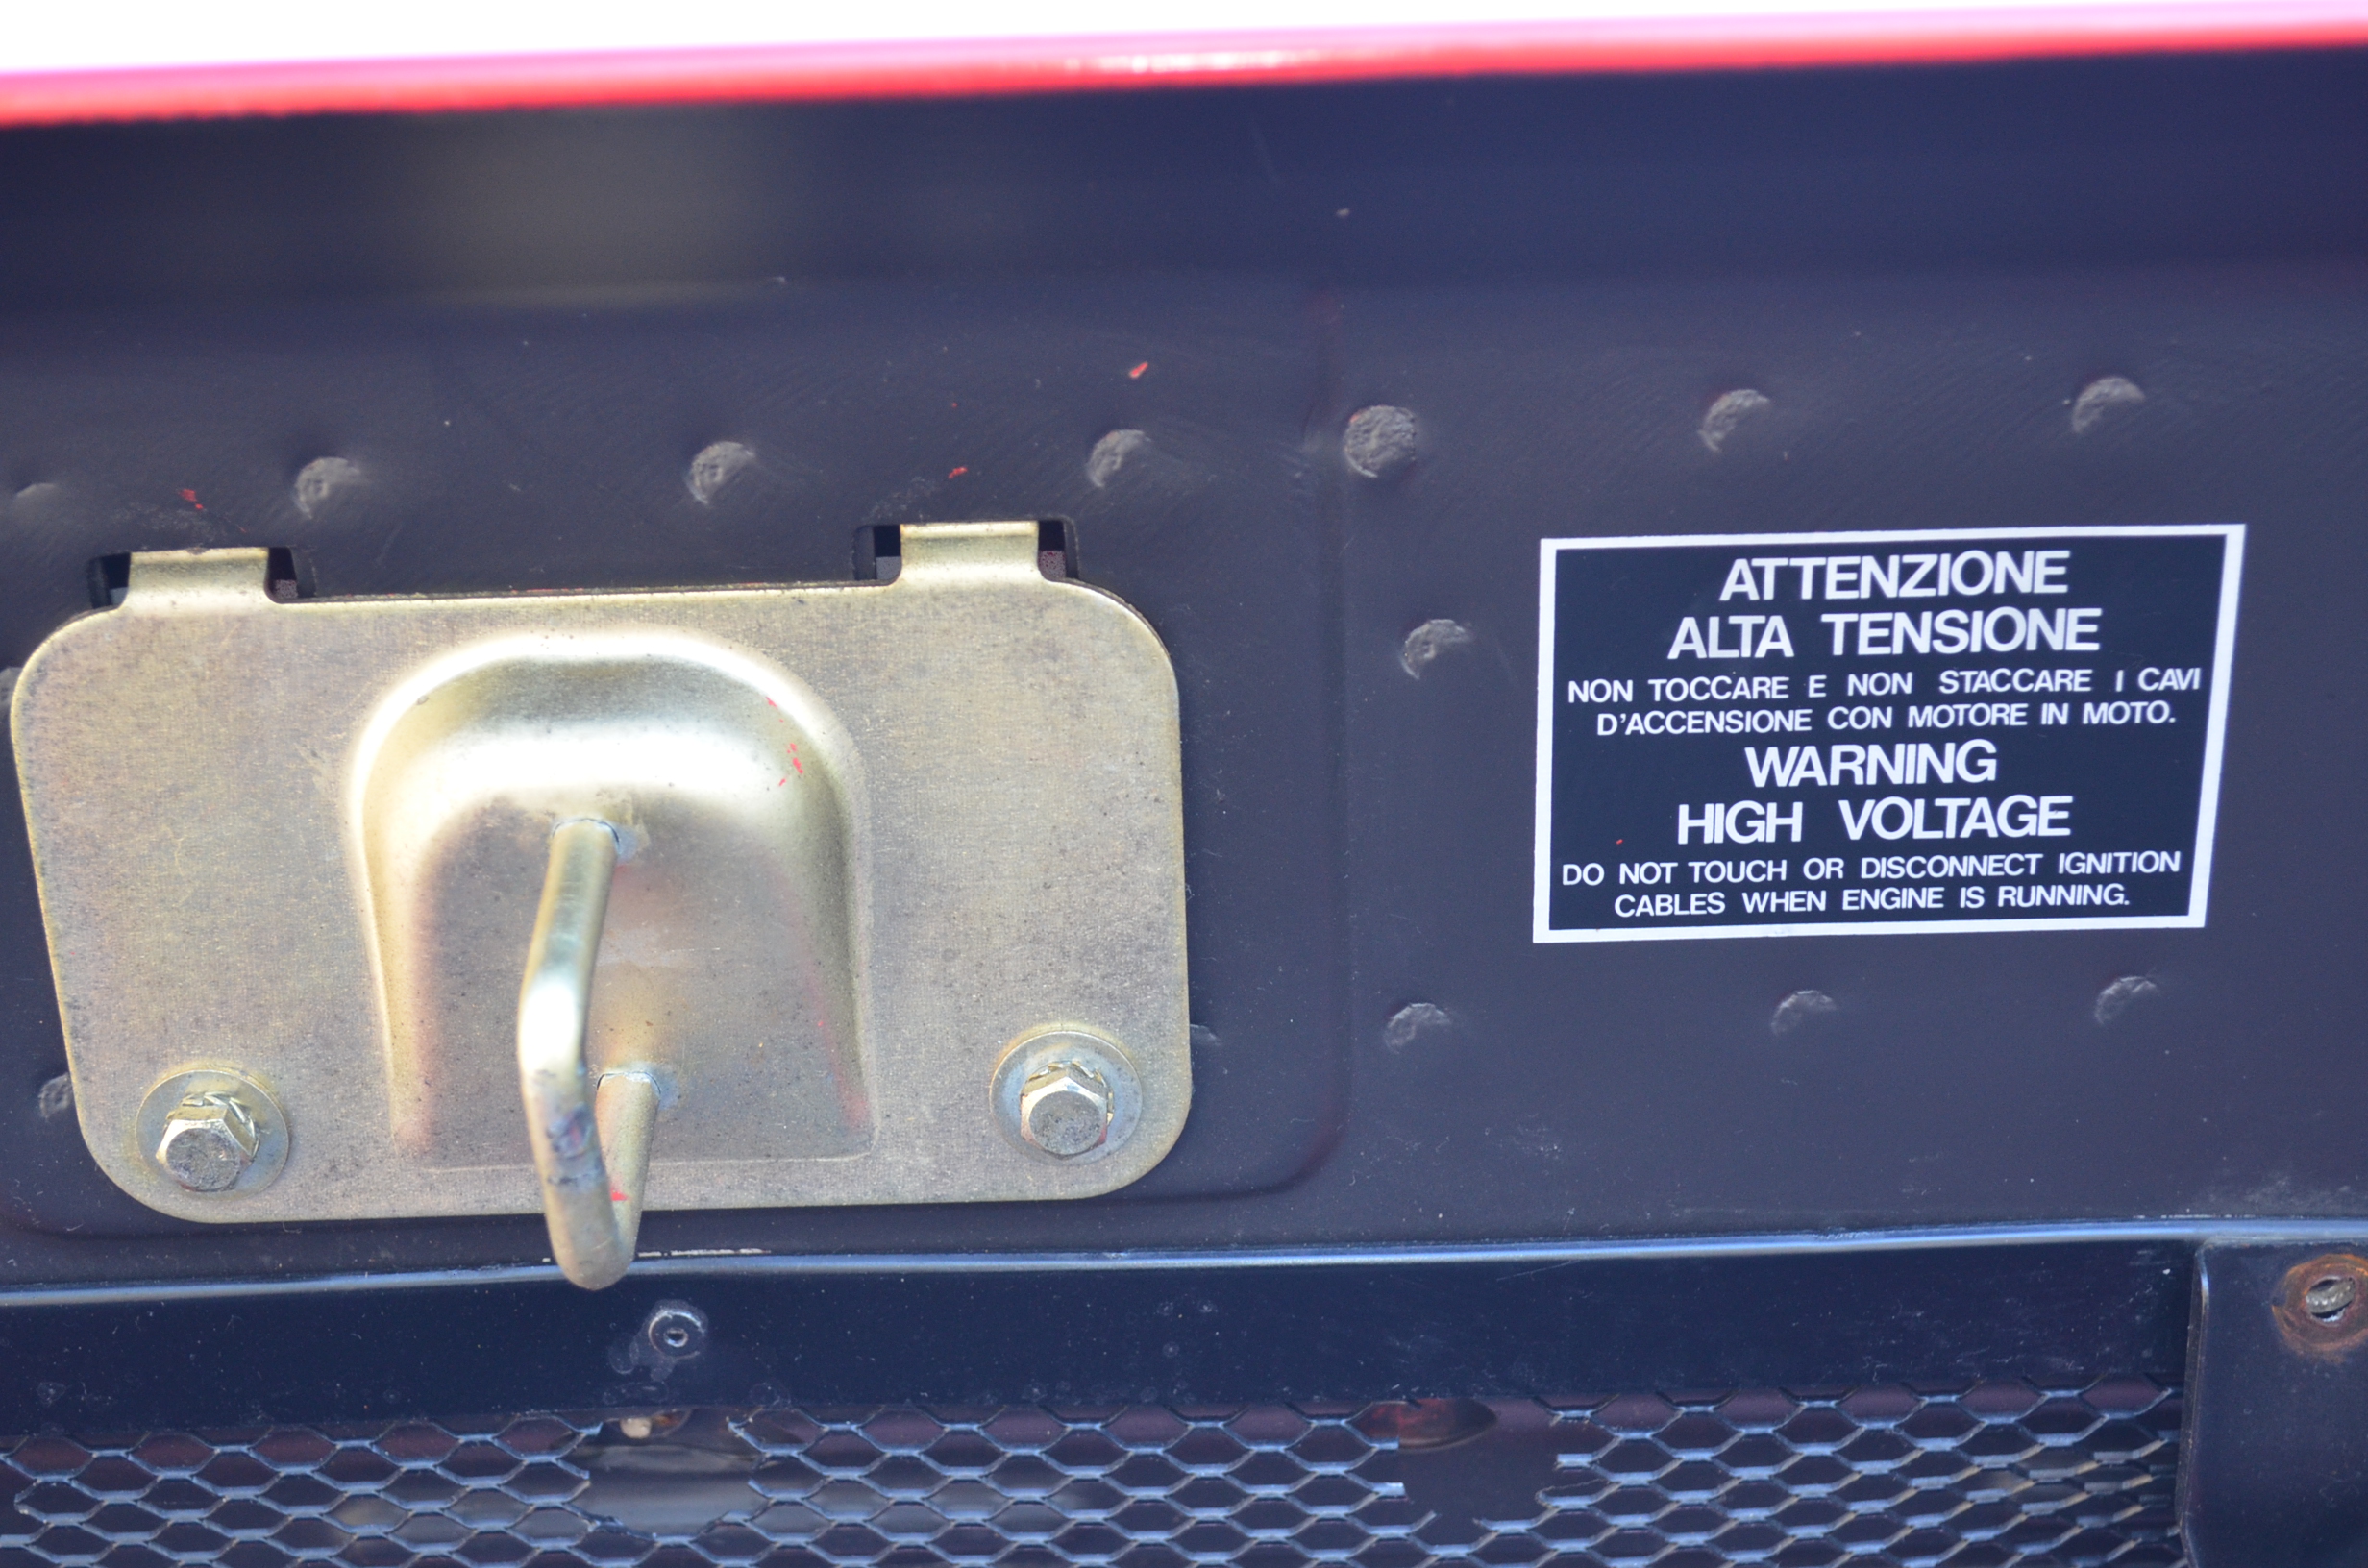 ATTENZIONE
ALTA TENSIONE
NON TOCCARE E NON STACCARE I CAVI
D'ACCENSIONE CON MOTORE IN MOTO.
WARNING
HIGH VOLTAGE
DO NOT TOUCH OR DISCONNECT IGNITION
CABLES WHEN ENGINE IS RUNNING.